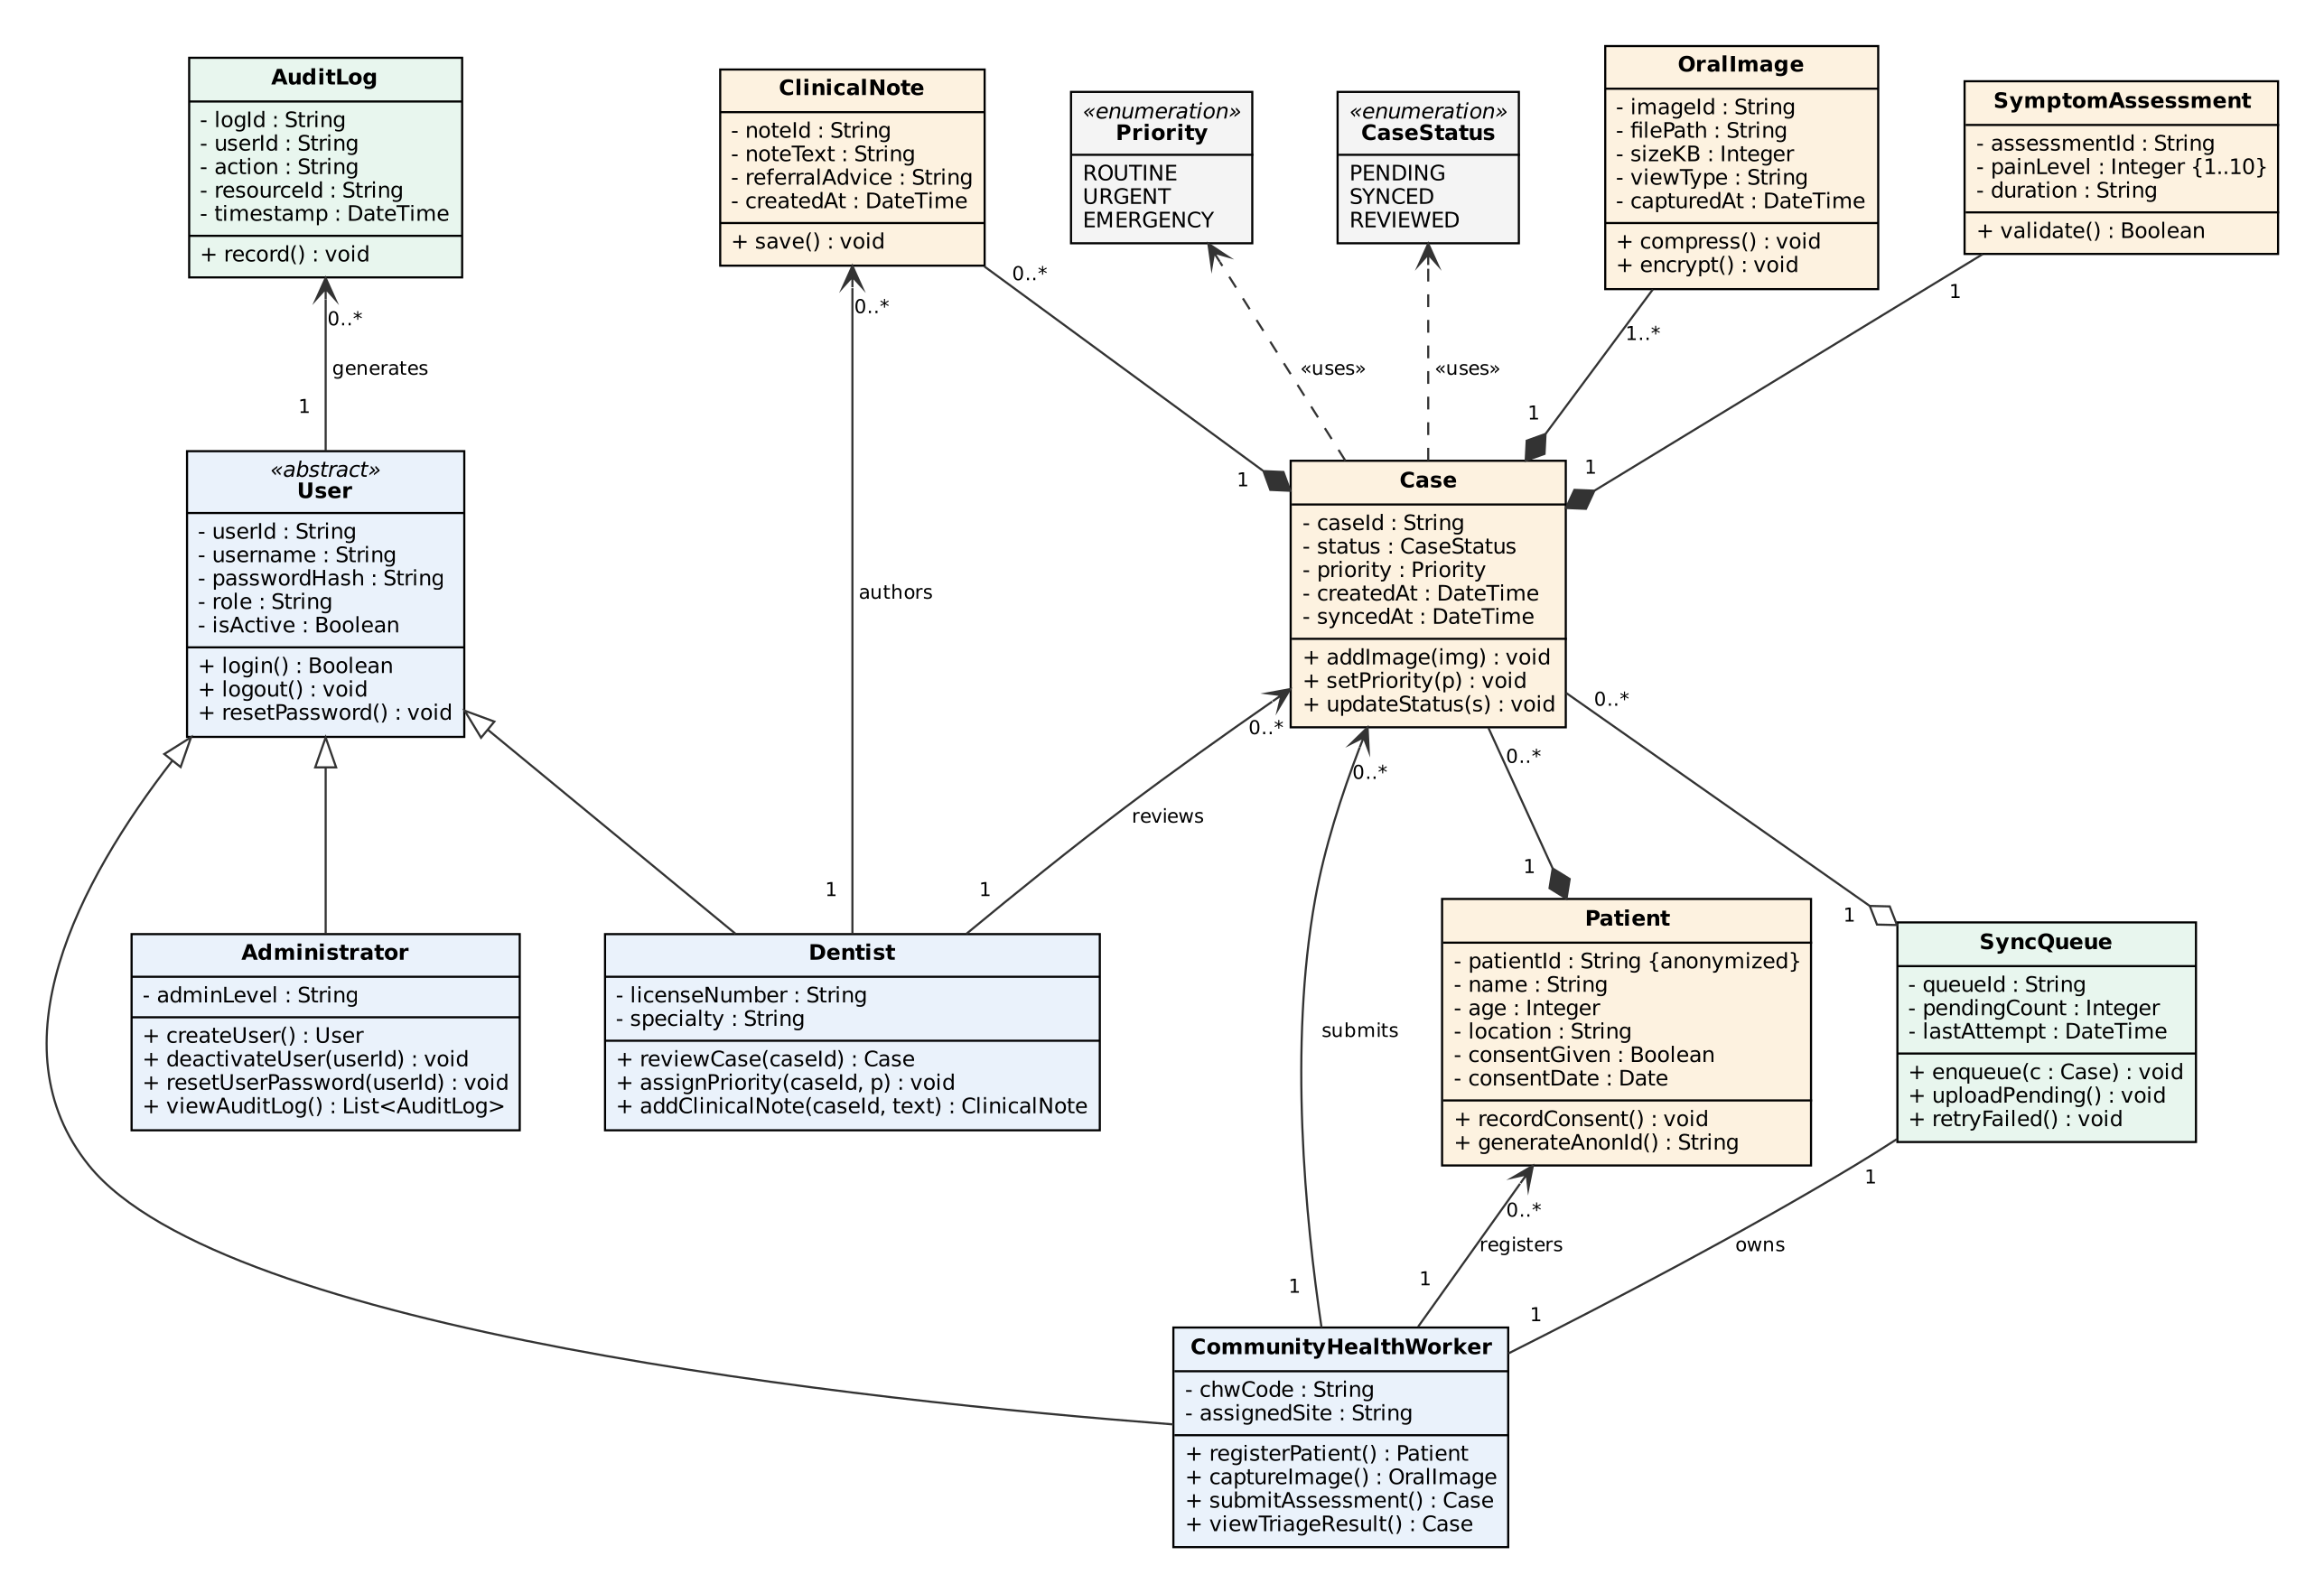 AuditLog
- logId : String
- userId : String
- action : String
- resourceId : String
- timestamp : DateTime
+ record() : void
ClinicalNote
- noteId : String
- noteText : String
- referralAdvice : String
- createdAt : DateTime
+ save() : void
«enumeration»
Priority
ROUTINE
URGENT
EMERGENCY
«enumeration»
CaseStatus
PENDING
SYNCED
REVIEWED
OralImage
- imageId : String
- filePath : String
- sizeKB : Integer
- viewType : String
- capturedAt : DateTime
+ compress() : void
+ encrypt() : void
SymptomAssessment
- assessmentId : String
- painLevel : Integer {1..10}
- duration : String
+ validate() : Boolean
0..*
generates
1
0..*
authors
1
0..*
1
«uses»
«uses»
1..*
1
1
1
«abstract»
User
- userId : String
- username : String
- passwordHash : String
- role : String
- isActive : Boolean
+ login() : Boolean
+ logout() : void
+ resetPassword() : void
Case
- caseId : String
- status : CaseStatus
- priority : Priority
- createdAt : DateTime
- syncedAt : DateTime
+ addImage(img) : void
+ setPriority(p) : void
+ updateStatus(s) : void
0..*
reviews
1
0..*
submits
1
0..*
1
0..*
1
Administrator
- adminLevel : String
+ createUser() : User
+ deactivateUser(userId) : void
+ resetUserPassword(userId) : void
+ viewAuditLog() : List<AuditLog>
Dentist
- licenseNumber : String
- specialty : String
+ reviewCase(caseId) : Case
+ assignPriority(caseId, p) : void
+ addClinicalNote(caseId, text) : ClinicalNote
Patient
- patientId : String {anonymized}
- name : String
- age : Integer
- location : String
- consentGiven : Boolean
- consentDate : Date
+ recordConsent() : void
+ generateAnonId() : String
SyncQueue
- queueId : String
- pendingCount : Integer
- lastAttempt : DateTime
+ enqueue(c : Case) : void
+ uploadPending() : void
+ retryFailed() : void
0..*
registers
1
1
owns
1
CommunityHealthWorker
- chwCode : String
- assignedSite : String
+ registerPatient() : Patient
+ captureImage() : OralImage
+ submitAssessment() : Case
+ viewTriageResult() : Case